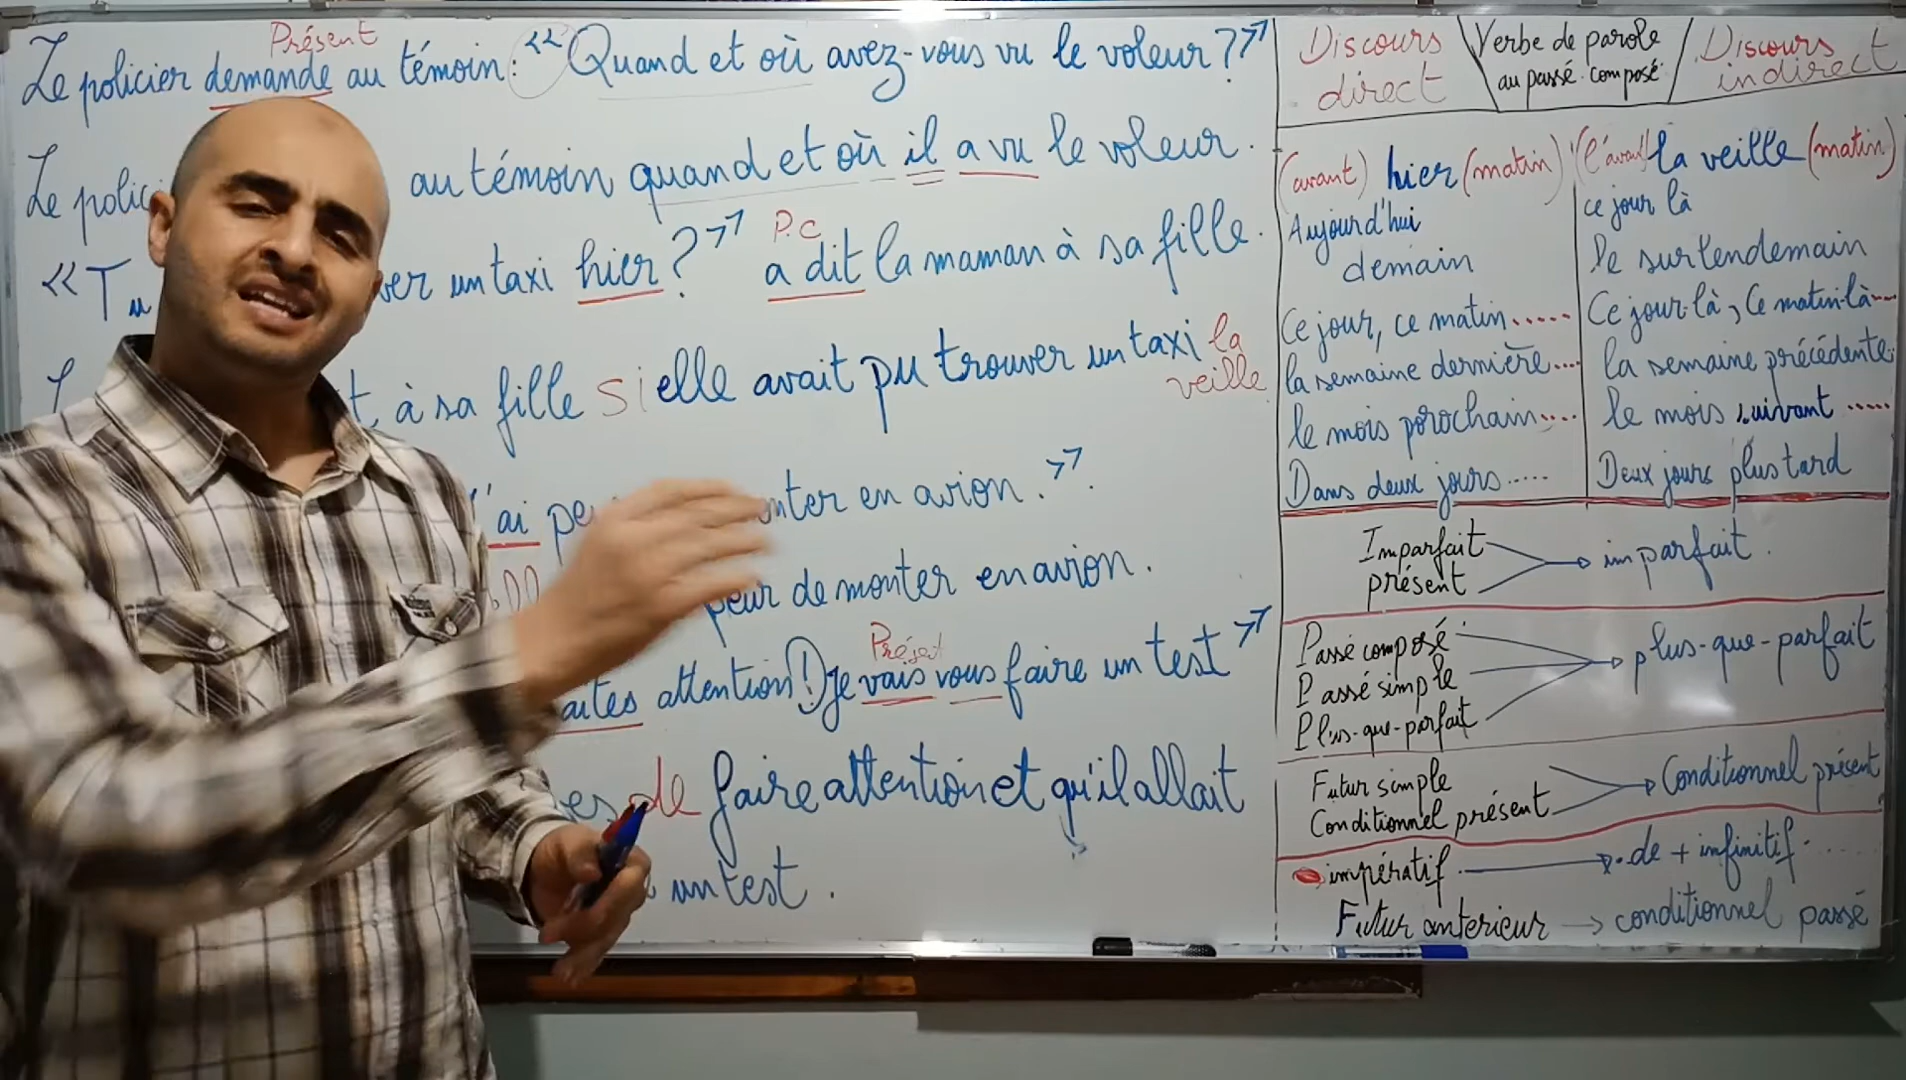 Présent
Le policier demande au témoin : « Quand et où avez-vous vu le voleur ? »
Le polici au témoin quand et où il a vu le voleur.
P.c
« Tu ver un taxi hier ? » a dit la maman à sa fille.
à sa fille si elle avait pu trouver un taxi la
veille
j'ai pe nter en avion. »
peur de monter en avion.
Présent
aites attention ! je vais vous faire un test »
es de faire attention et qu'il allait
un test.
Discours direct
Verbe de parole au passé composé
Discours indirect
(avant) hier (matin)
(l'avant) la veille (matin)
Aujourd'hui
ce jour là
demain
le surlendemain
Ce jour, ce matin.....
Ce jour-là, Ce matin-là...
la semaine dernière....
la semaine précédente
le mois porochain....
le mois suivant.....
Dans deux jours.....
Deux jours plus tard
Imparfait
présent
imparfait.
Passé composé
Passé simple
Plus-que-parfait
plus-que-parfait
Futur simple
Conditionnel présent
Conditionnel présent
impératif
. de + infinitif.....
Futur anterieur → conditionnel passé